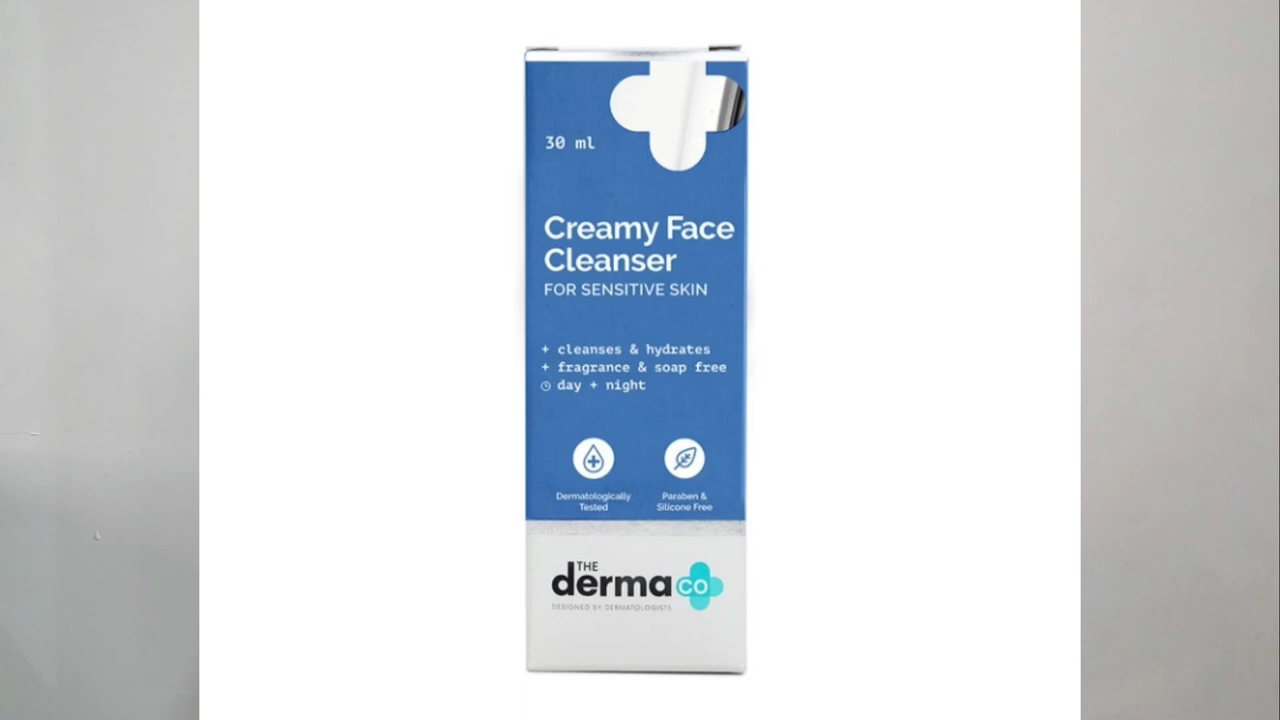 30 ml
Creamy Face
Cleanser
FOR SENSITIVE SKIN
+ cleanses & hydrates
+ fragrance & soap free
day + night
Dermatologically
Tested
Paraben &
Silicone Free
THE
derma co
DESIGNED BY DERMATOLOGISTS